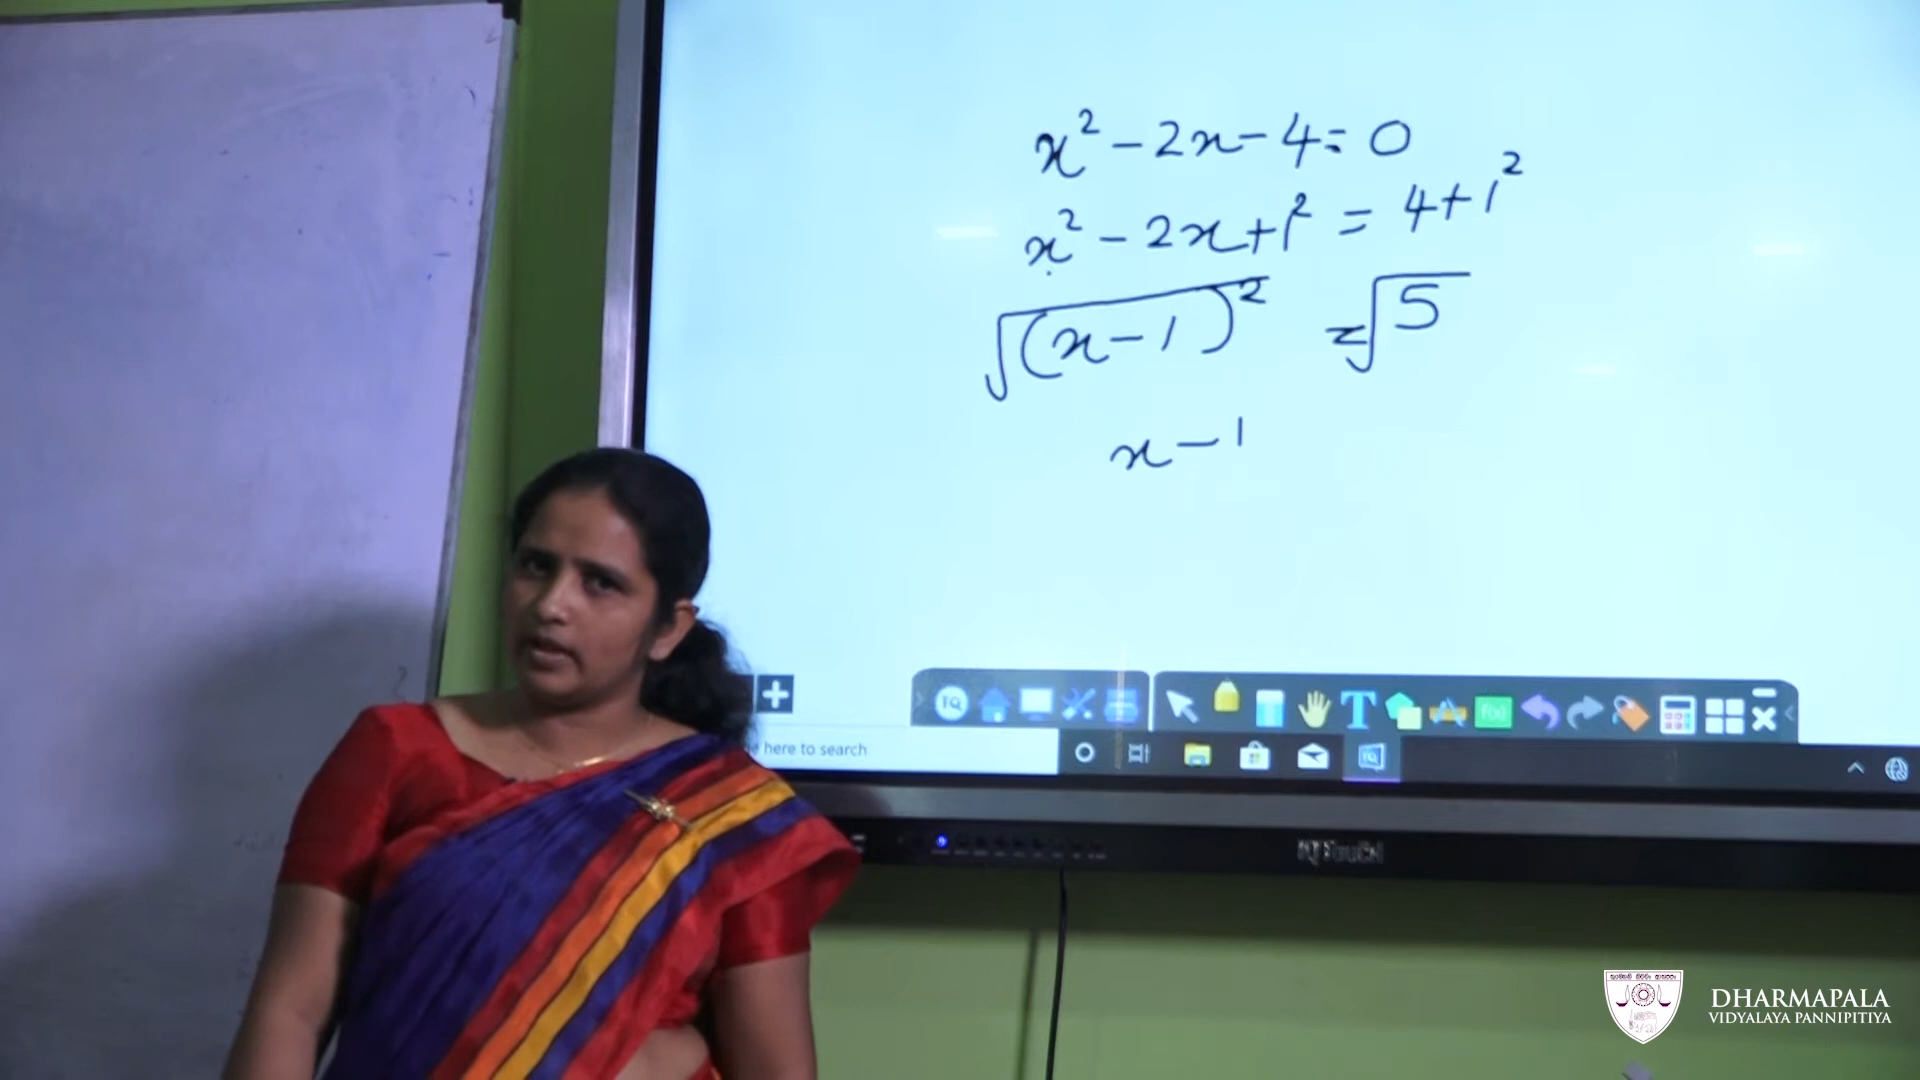 x² - 2x - 4 = 0
x² - 2x + 1² = 4 + 1²
√(x - 1)² = √5
x - 1
here to search
DHARMAPALA
VIDYALAYA PANNIPITIYA